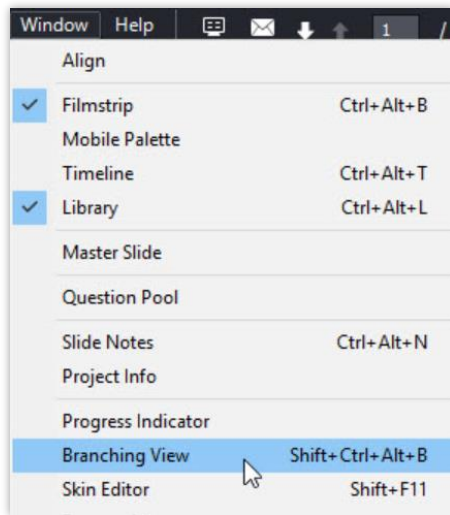 Window Help 1 /
Align
Filmstrip Ctrl+Alt+B
Mobile Palette
Timeline Ctrl+Alt+T
Library Ctrl+Alt+L
Master Slide
Question Pool
Slide Notes Ctrl+Alt+N
Project Info
Progress Indicator
Branching View Shift+Ctrl+Alt+B
Skin Editor Shift+F11